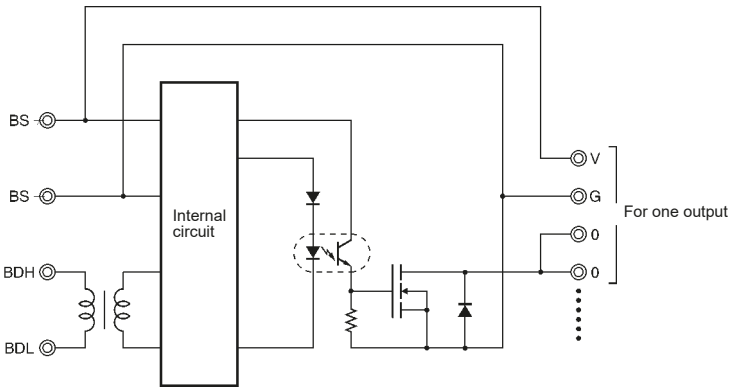 BS
V
BS
G
Internal
circuit
For one output
0
BDH
0
BDL